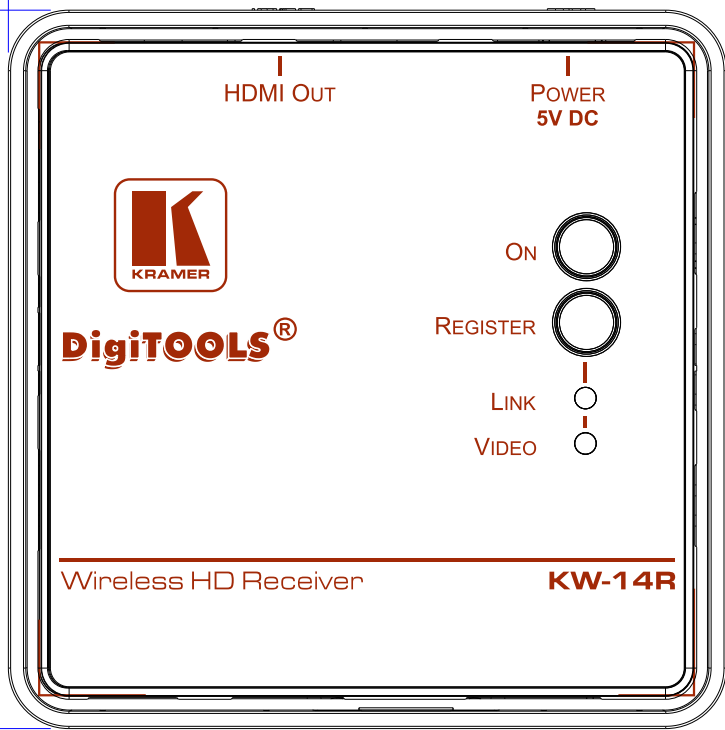 HDMI OUT
POWER
5V DC
KRAMER
ON
REGISTER
DigiTOOLS®
LINK
VIDEO
Wireless HD Receiver
KW-14R